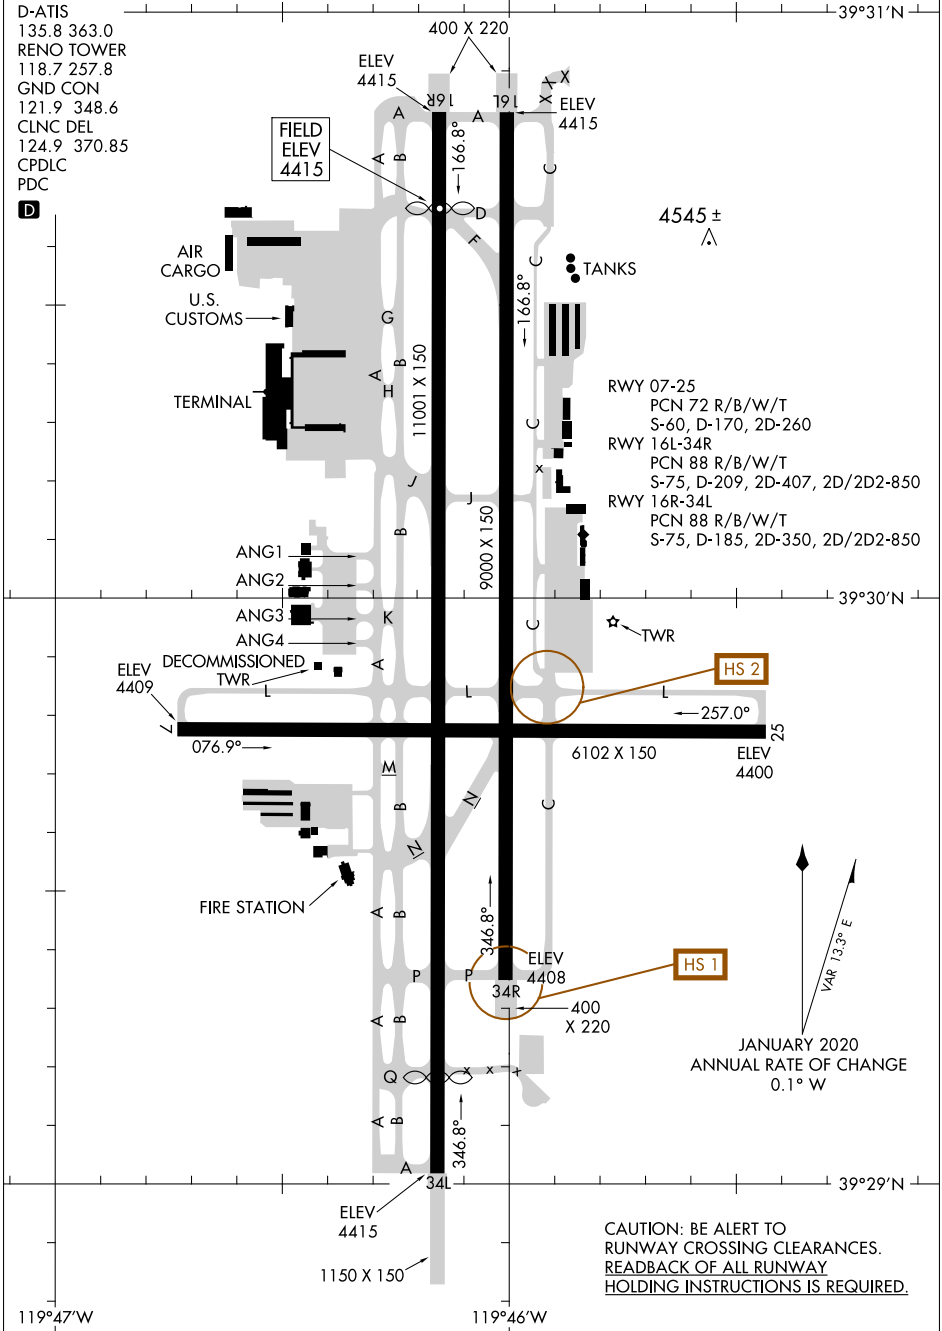 D-ATIS
135.8 363.0
RENO TOWER
118.7 257.8
GND CON
121.9 348.6
CLNC DEL
124.9 370.85
CPDLC
PDC
D
39°31'N
400 X 220
ELEV
4415
16R
16L
ELEV
4415
X
X
X
A
A
FIELD
ELEV
4415
166.8°
A
B
C
D
F
4545 ±
AIR
CARGO
C
TANKS
U.S.
CUSTOMS
G
166.8°
B
A
H
TERMINAL
11001 X 150
C
RWY 07-25
PCN 72 R/B/W/T
S-60, D-170, 2D-260
RWY 16L-34R
PCN 88 R/B/W/T
S-75, D-209, 2D-407, 2D/2D2-850
RWY 16R-34L
PCN 88 R/B/W/T
S-75, D-185, 2D-350, 2D/2D2-850
x
J
J
B
9000 X 150
ANG1
ANG2
ANG3
ANG4
39°30'N
K
C
TWR
A
DECOMMISSIONED
TWR
HS 2
ELEV
4409
L
L
L
257.0°
7
25
076.9°
6102 X 150
ELEV
4400
M
B
N
C
N
FIRE STATION
A
B
346.8°
VAR 13.3° E
ELEV
4408
HS 1
P
P
34R
400
X 220
A
B
JANUARY 2020
ANNUAL RATE OF CHANGE
0.1° W
Q
x
x
x
A
B
346.8°
A
34L
39°29'N
ELEV
4415
1150 X 150
CAUTION: BE ALERT TO
RUNWAY CROSSING CLEARANCES.
READBACK OF ALL RUNWAY
HOLDING INSTRUCTIONS IS REQUIRED.
119°47'W
119°46'W